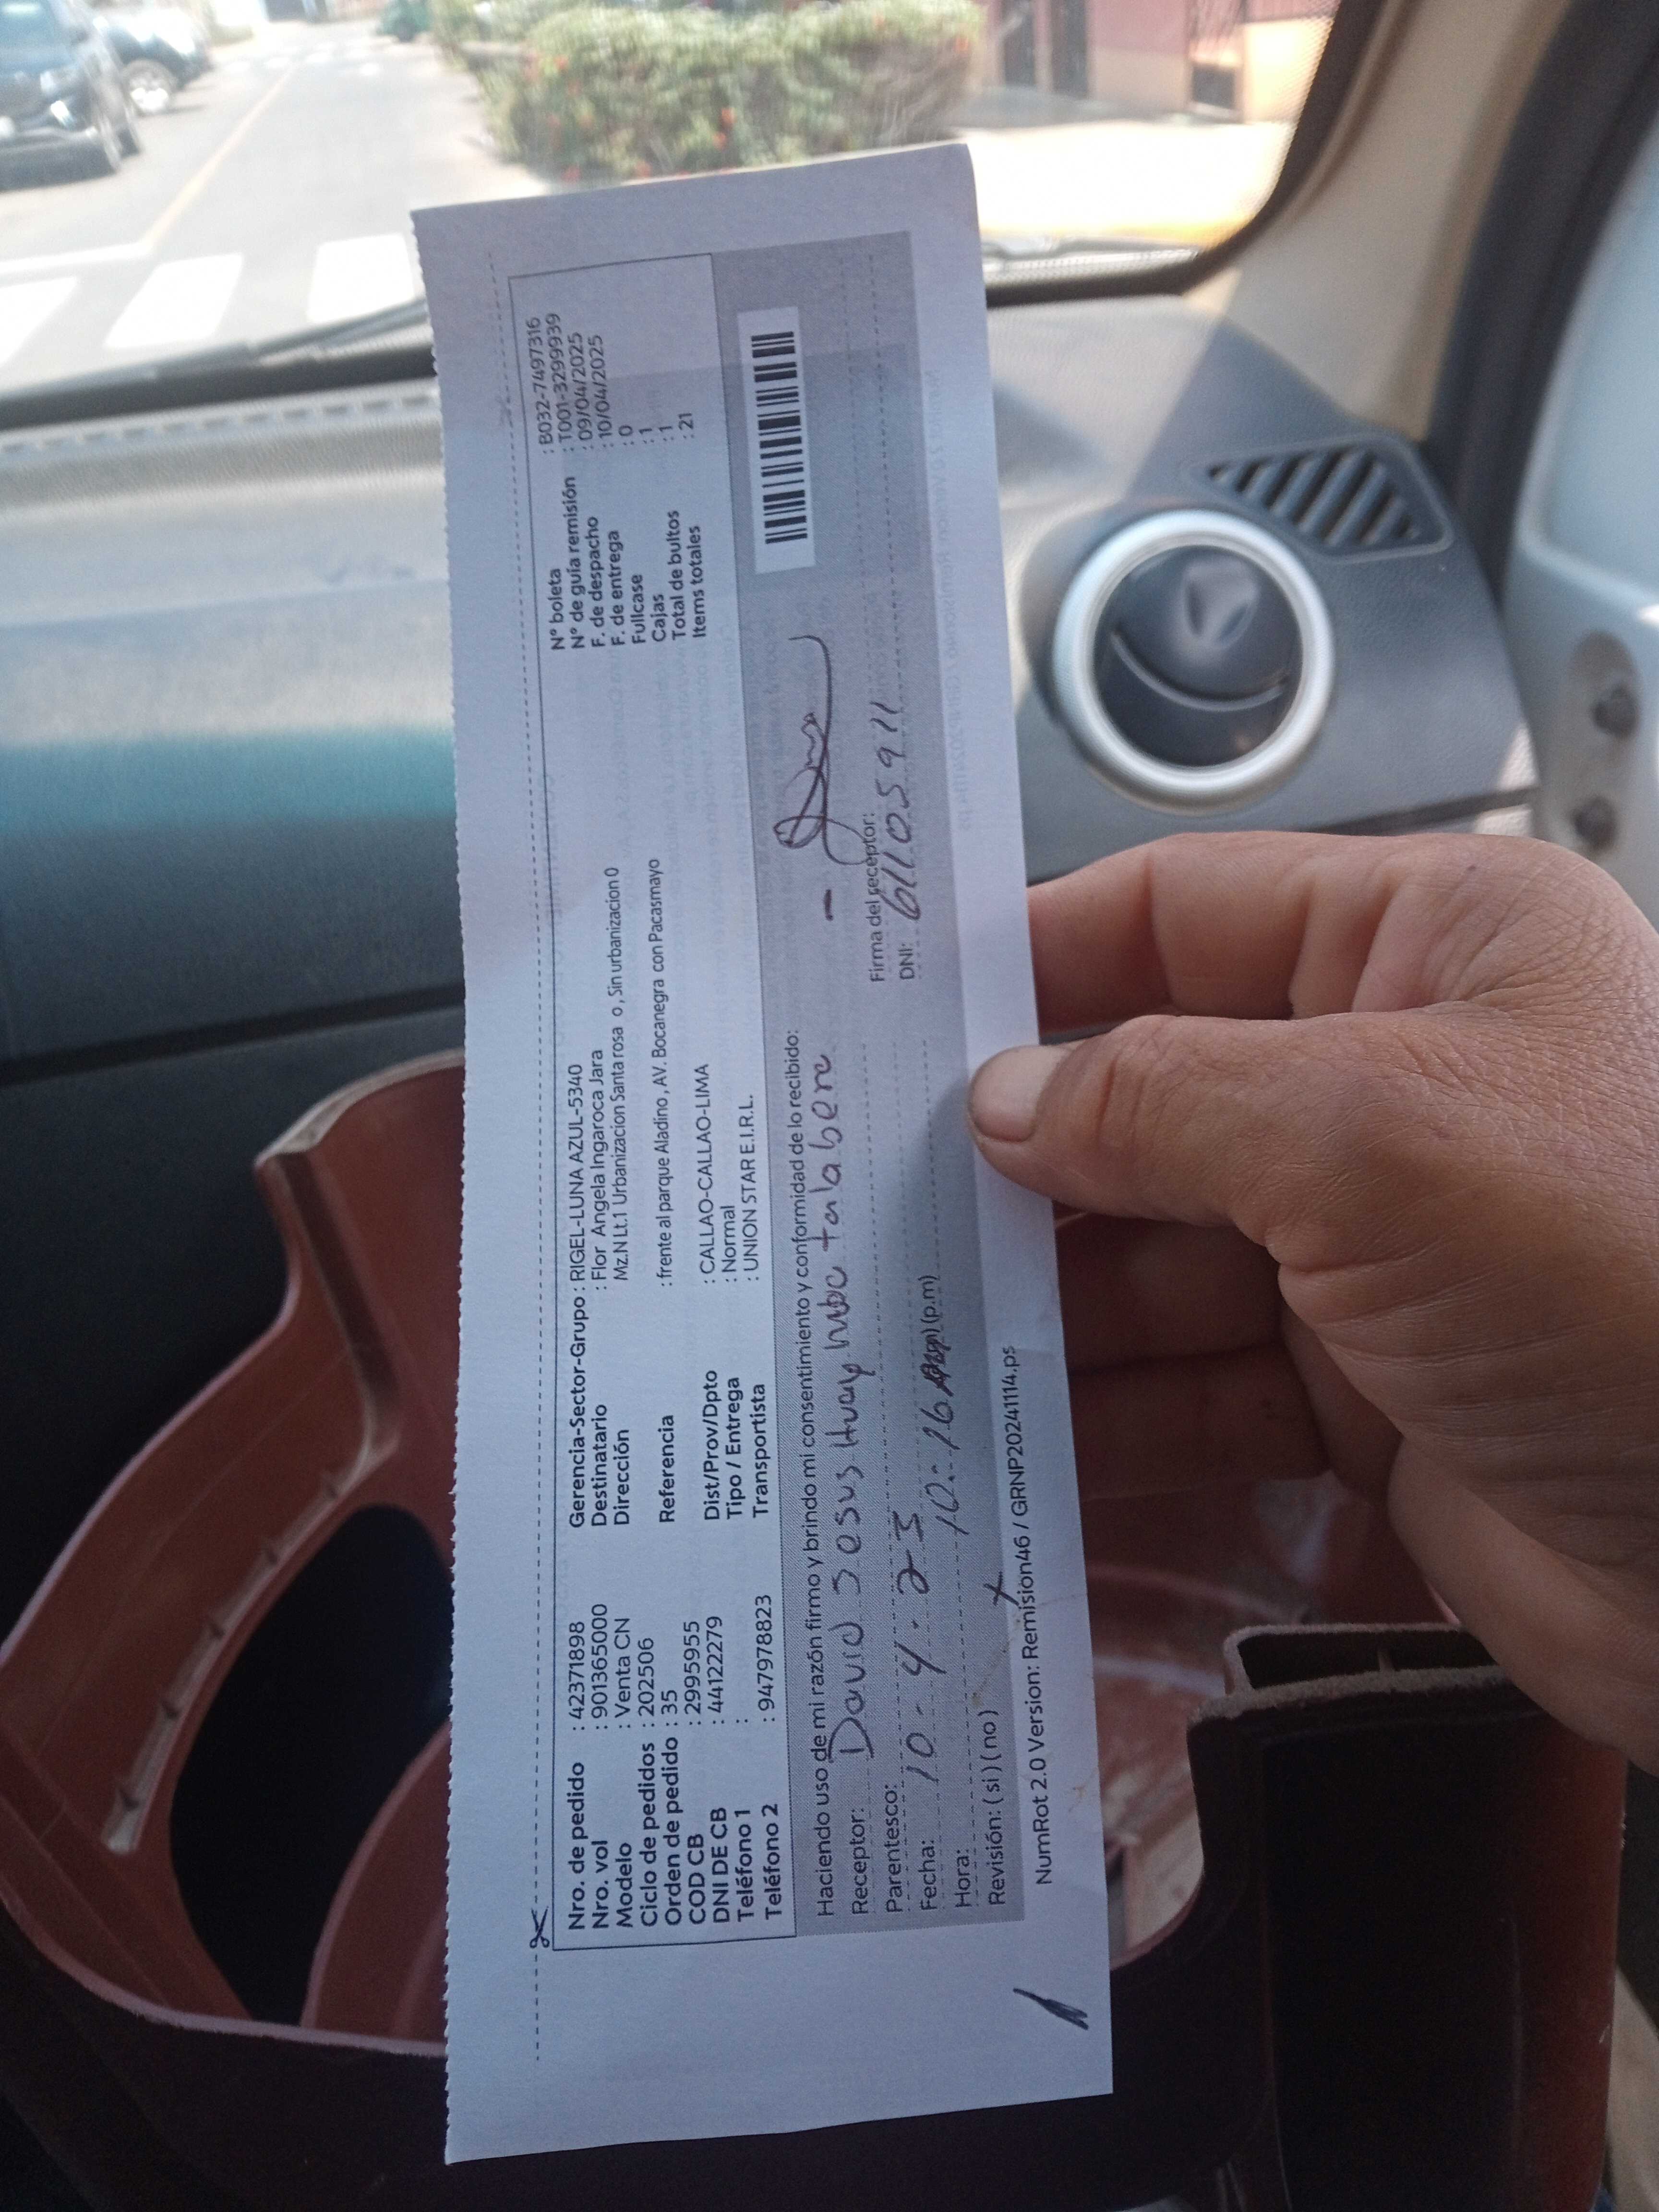 Nro. de pedido : 42371898
Nro. vol : 901365000
Modelo : Venta CN
Ciclo de pedidos : 202506
Orden de pedido : 35
COD CB : 2995955
DNI DE CB : 44122279
Teléfono 1 :
Teléfono 2 : 947978823
Gerencia-Sector-Grupo : RIGEL-LUNA AZUL-5340
Destinatario : Flor Angela Ingaroca Jara
Dirección Mz.N Lt.1 Urbanizacion Santa rosa o , Sin urbanizacion 0
Referencia : frente al parque Aladino , AV. Bocanegra con Pacasmayo
Dist/Prov/Dpto : CALLAO-CALLAO-LIMA
Tipo / Entrega : Normal
Transportista : UNION STAR E.I.R.L.
N° boleta : B032-7497316
N° de guía remisión : T001-3299939
F. de despacho : 09/04/2025
F. de entrega : 10/04/2025
Fullcase : 0
Cajas : 1
Total de bultos : 1
Items totales : 21
Haciendo uso de mi razón firmo y brindo mi consentimiento y conformidad de lo recibido:
Receptor: David Jesus talabera
Parentesco:
Fecha: 10-4-25
Hora: 10:16 (p.m)
Revisión: ( si ) ( no ) x
Firma del receptor:
DNI: 61105911
NumRot 2.0 Version: Remision46 / GRNP20241114.ps